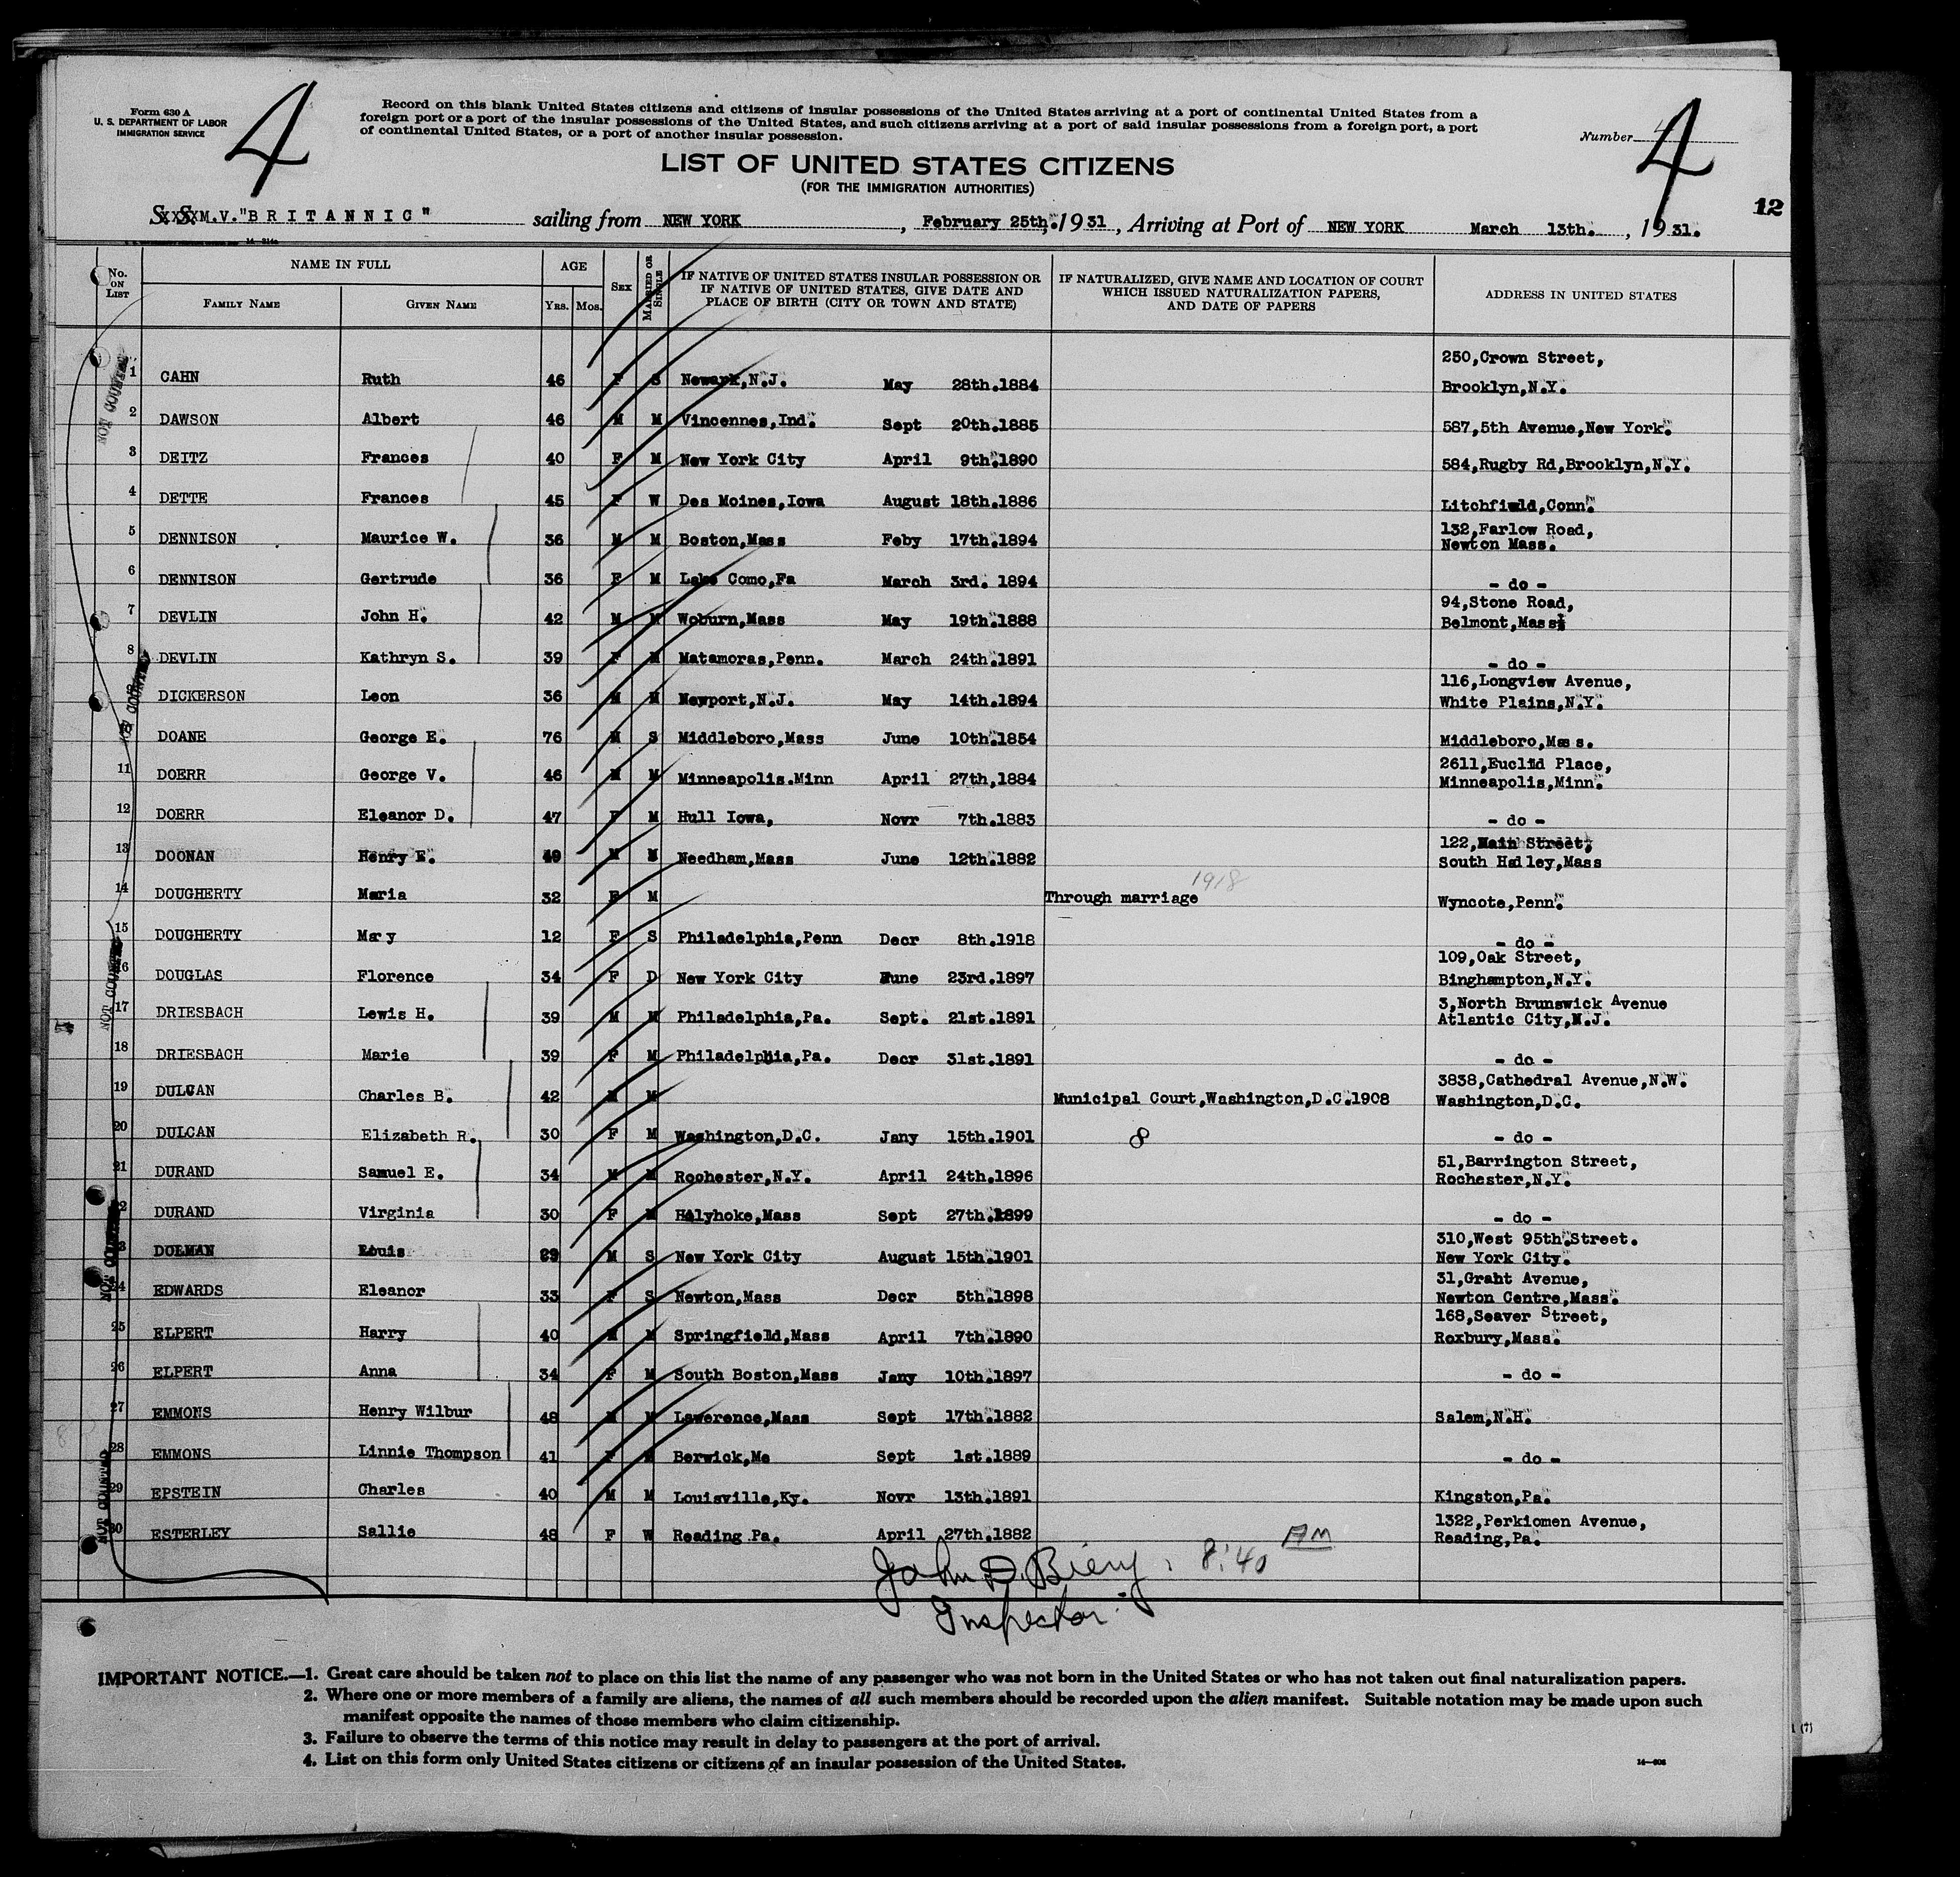 Form 630 A
U. S. DEPARTMENT OF LABOR
IMMIGRATION SERVICE
4
Record on this blank United States citizens and citizens of insular possessions of the United States arriving at a port of continental United States from a
foreign port or a port of the insular possessions of the United States, and such citizens arriving at a port of said insular possessions from a foreign port, a port
of continental United States, or a port of another insular possession.
Number 4
4
LIST OF UNITED STATES CITIZENS
(FOR THE IMMIGRATION AUTHORITIES)
12
S. S. M.V."BRITANNIC" sailing from NEW YORK, February 25th. 1931, Arriving at Port of NEW YORK March 13th., 1931.
No. ON LIST
NAME IN FULL
FAMILY NAME GIVEN NAME
AGE
YRS. MOS.
SEX
MARRIED OR SINGLE
IF NATIVE OF UNITED STATES INSULAR POSSESSION OR
IF NATIVE OF UNITED STATES, GIVE DATE AND
PLACE OF BIRTH (CITY OR TOWN AND STATE)
IF NATURALIZED, GIVE NAME AND LOCATION OF COURT
WHICH ISSUED NATURALIZATION PAPERS,
AND DATE OF PAPERS
ADDRESS IN UNITED STATES
250,Crown Street,
1 CAHN Ruth 46 F S Newark,N.J. May 28th.1884 Brooklyn,N.Y.
2 DAWSON Albert 46 M M Vincennes,Ind. Sept 20th.1885 587,5th Avenue,New York.
3 DEITZ Frances 40 F M New York City April 9th.1890 584,Rugby Rd,Brooklyn,N.Y.
4 DETTE Frances 45 F W Des Moines,Iowa August 18th.1886 Litchfield,Conn.
132,Farlow Road,
5 DENNISON Maurice W. 36 M M Boston,Mass Feby 17th.1894 Newton Mass.
6 DENNISON Gertrude 36 F M Lake Como,Pa March 3rd. 1894 - do -
94,Stone Road,
7 DEVLIN John H. 42 M M Woburn,Mass May 19th.1888 Belmont,Mass
8 DEVLIN Kathryn S. 39 F M Matamoras,Penn. March 24th.1891 - do -
116,Longview Avenue,
DICKERSON Leon 36 M M Newport,N.J. May 14th.1894 White Plains,N.Y.
DOANE George E. 76 M S Middleboro,Mass June 10th.1854 Middleboro,Mass.
2611,Euclid Place,
11 DOERR George V. 46 M M Minneapolis.Minn April 27th,1884 Minneapolis,Minn.
12 DOERR Eleanor D. 47 F M Hull Iowa, Novr 7th.1883 - do -
122,Main Street,
13 DOONAN Henry E. 49 M Needham,Mass June 12th.1882 South Hadley,Mass
1918
14 DOUGHERTY Maria 32 F M Through marriage Wyncote,Penn.
15 DOUGHERTY Mary 12 F S Philadelphia,Penn Decr 8th.1918 - do -
109,Oak Street,
16 DOUGLAS Florence 34 F D New York City June 23rd.1897 Binghampton,N.Y.
3,North Brunswick Avenue
17 DRIESBACH Lewis H. 39 M M Philadelphia,Pa. Sept. 21st.1891 Atlantic City,N.J.
18 DRIESBACH Marie 39 F M Philadelphia,Pa. Decr 31st.1891 - do -
3838,Cathedral Avenue,N.W.
19 DULCAN Charles B. 42 M M Municipal Court,Washington,D.C.1908 Washington,D.C.
20 DULCAN Elizabeth R. 30 F M Washington,D.C. Jany 15th.1901 8 - do -
51,Barrington Street,
21 DURAND Samuel E. 34 M M Rochester,N.Y. April 24th.1896 Rochester,N.Y.
2 DURAND Virginia 30 F M Holyhoke,Mass Sept 27th.1899 - do -
310,West 95th.Street.
3 DOLMAN Louis 29 M S New York City August 15th.1901 New York City.
31,Grant Avenue,
24 EDWARDS Eleanor 33 F S Newton,Mass Decr 5th.1898 Newton Centre,Mass.
168,Seaver Street,
25 ELPERT Harry 40 M M Springfield,Mass April 7th.1890 Roxbury,Mass.
26 ELPERT Anna 34 F M South Boston,Mass Jany 10th.1897 - do -
27 EMMONS Henry Wilbur 48 M M Lawerence,Mass Sept 17th.1882 Salem,N.H.
28 EMMONS Linnie Thompson 41 F M Berwick,Me Sept 1st.1889 - do -
29 EPSTEIN Charles 40 M M Louisville,Ky. Novr 13th.1891 Kingston,Pa.
1322,Perkiomen Avenue,
30 ESTERLEY Sallie 48 F W Reading Pa. April 27th.1882 Reading,Pa.
John D. Biery. 8:40 AM
Inspector
NOT COUNTED
NOT COUNTED
NOT COUNTED
NOT COUNTED
IMPORTANT NOTICE.—1. Great care should be taken not to place on this list the name of any passenger who was not born in the United States or who has not taken out final naturalization papers.
2. Where one or more members of a family are aliens, the names of all such members should be recorded upon the alien manifest. Suitable notation may be made upon such
manifest opposite the names of those members who claim citizenship.
3. Failure to observe the terms of this notice may result in delay to passengers at the port of arrival.
4. List on this form only United States citizens or citizens of an insular possession of the United States.